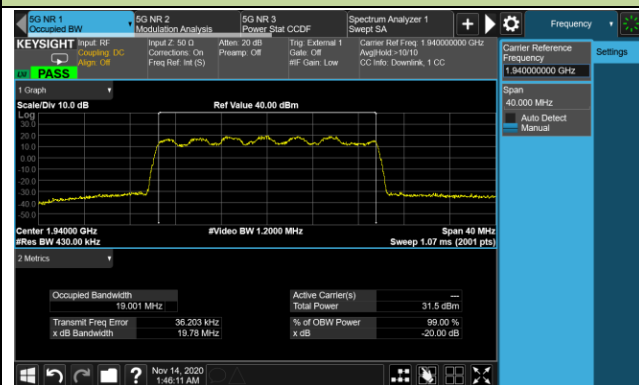 5G NR 1
Occupied BW
5G NR 2
Modulation Analysis
5G NR 3
Power Stat CCDF
Spectrum Analyzer 1
Swept SA
Frequency
KEYSIGHT
Input: RF
Coupling: DC
Align: Off
Input Z: 50 Ω
Corrections: On
Freq Ref: Int (S)
Atten: 20 dB
Preamp: Off
Trig: External 1
Gate: Off
#IF Gain: Low
Carrier Ref Freq: 1.940000000 GHz
Avg|Hold:>10/10
CC Info: Downlink, 1 CC
PASS
Carrier Reference
Frequency
1.940000000 GHz
Settings
Span
40.000 MHz
Auto Detect
Manual
1 Graph
Scale/Div 10.0 dB
Ref Value 40.00 dBm
Log
30.0
20.0
10.0
0.00
-10.0
-20.0
-30.0
-40.0
-50.0
Center 1.94000 GHz
#Video BW 1.2000 MHz
Span 40 MHz
#Res BW 430.00 kHz
Sweep 1.07 ms (2001 pts)
2 Metrics
Occupied Bandwidth
19.001 MHz
Active Carrier(s) ---
Total Power 31.5 dBm
Transmit Freq Error 36.203 kHz
% of OBW Power 99.00 %
x dB Bandwidth 19.78 MHz
x dB -20.00 dB
Nov 14, 2020
1:46:11 AM